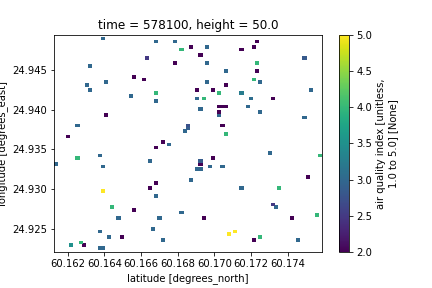 time = 578100, height = 50.0
24.945
24.940
24.935
24.930
24.925
longitude [degrees_east]
60.162 60.164 60.166 60.168 60.170 60.172 60.174
latitude [degrees_north]
5.0
4.5
4.0
3.5
3.0
2.5
2.0
air quality index [unitless,
1.0 to 5.0] [None]